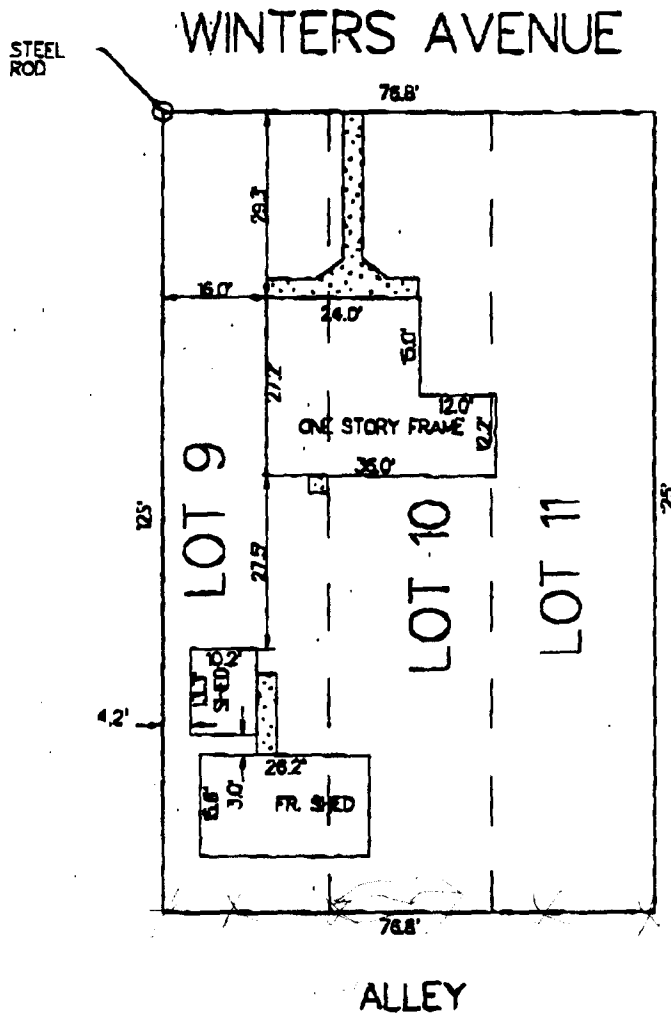 WINTERS AVENUE
STEEL
ROD
76.8'
29.3'
16.0'
24.0'
15.0'
27.2'
12.0'
ONE STORY FRAME
12.2'
36.0'
LOT 9
125'
LOT 10
LOT 11
27.5'
10.2'
SHED
4.2'
26.2'
3.0'
FR. SHED
76.8'
ALLEY